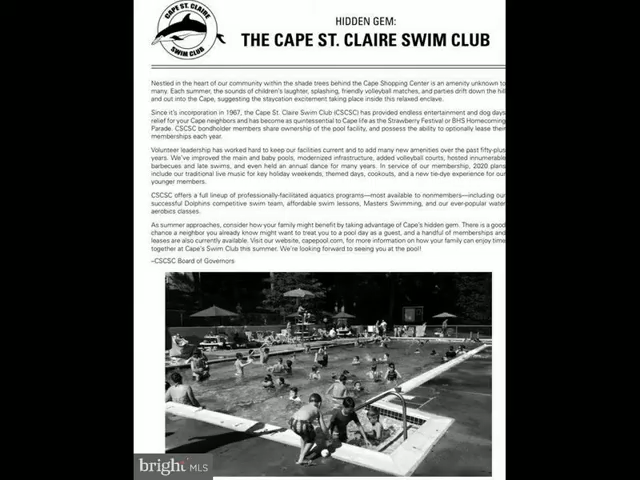 CAPE ST. CLAIRE
SWIM CLUB
HIDDEN GEM:
THE CAPE ST. CLAIRE SWIM CLUB
Nestled in the heart of our community within the shade trees behind the Cape Shopping Center is an amenity unknown to
many. Each summer, the sounds of children's laughter, splashing, friendly volleyball matches, and parties drift down the hill
and out into the Cape, suggesting the staycation excitement taking place inside this relaxed enclave.
Since it's incorporation in 1967, the Cape St. Claire Swim Club (CSCSC) has provided endless entertainment and dog days
relief for your Cape neighbors and has become as quintessential to Cape life as the Strawberry Festival or BHS Homecoming
Parade. CSCSC bondholder members share ownership of the pool facility, and possess the ability to optionally lease their
memberships each year.
Volunteer leadership has worked hard to keep our facilities current and to add many new amenities over the past fifty-plus
years. We've improved the main and baby pools, modernized infrastructure, added volleyball courts, hosted innumerable
barbecues and late swims, and even held an annual dance for many years. In service of our membership, 2020 plans
include our traditional live music for key holiday weekends, themed days, cookouts, and a new tie-dye experience for our
younger members.
CSCSC offers a full lineup of professionally-facilitated aquatics programs—most available to nonmembers—including our
successful Dolphins competitive swim team, affordable swim lessons, Masters Swimming, and our ever-popular water
aerobics classes.
As summer approaches, consider how your family might benefit by taking advantage of Cape's hidden gem. There is a good
chance a neighbor you already know might want to treat you to a pool day as a guest, and a handful of memberships and
leases are also currently available. Visit our website, capepool.com, for more information on how your family can enjoy time
together at Cape's Swim Club this summer. We're looking forward to seeing you at the pool!
–CSCSC Board of Governors
bright MLS